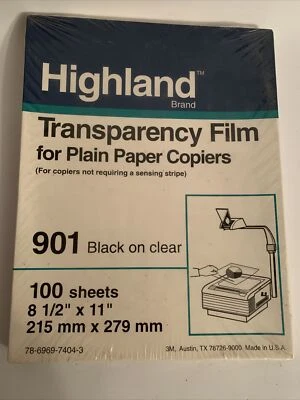 Highland™
Brand
Transparency Film
for Plain Paper Copiers
(For copiers not requiring a sensing stripe)
901 Black on clear
100 sheets
8 1/2" x 11"
215 mm x 279 mm
78-6969-7404-3
3M, Austin, TX 78726-9000. Made in U.S.A.